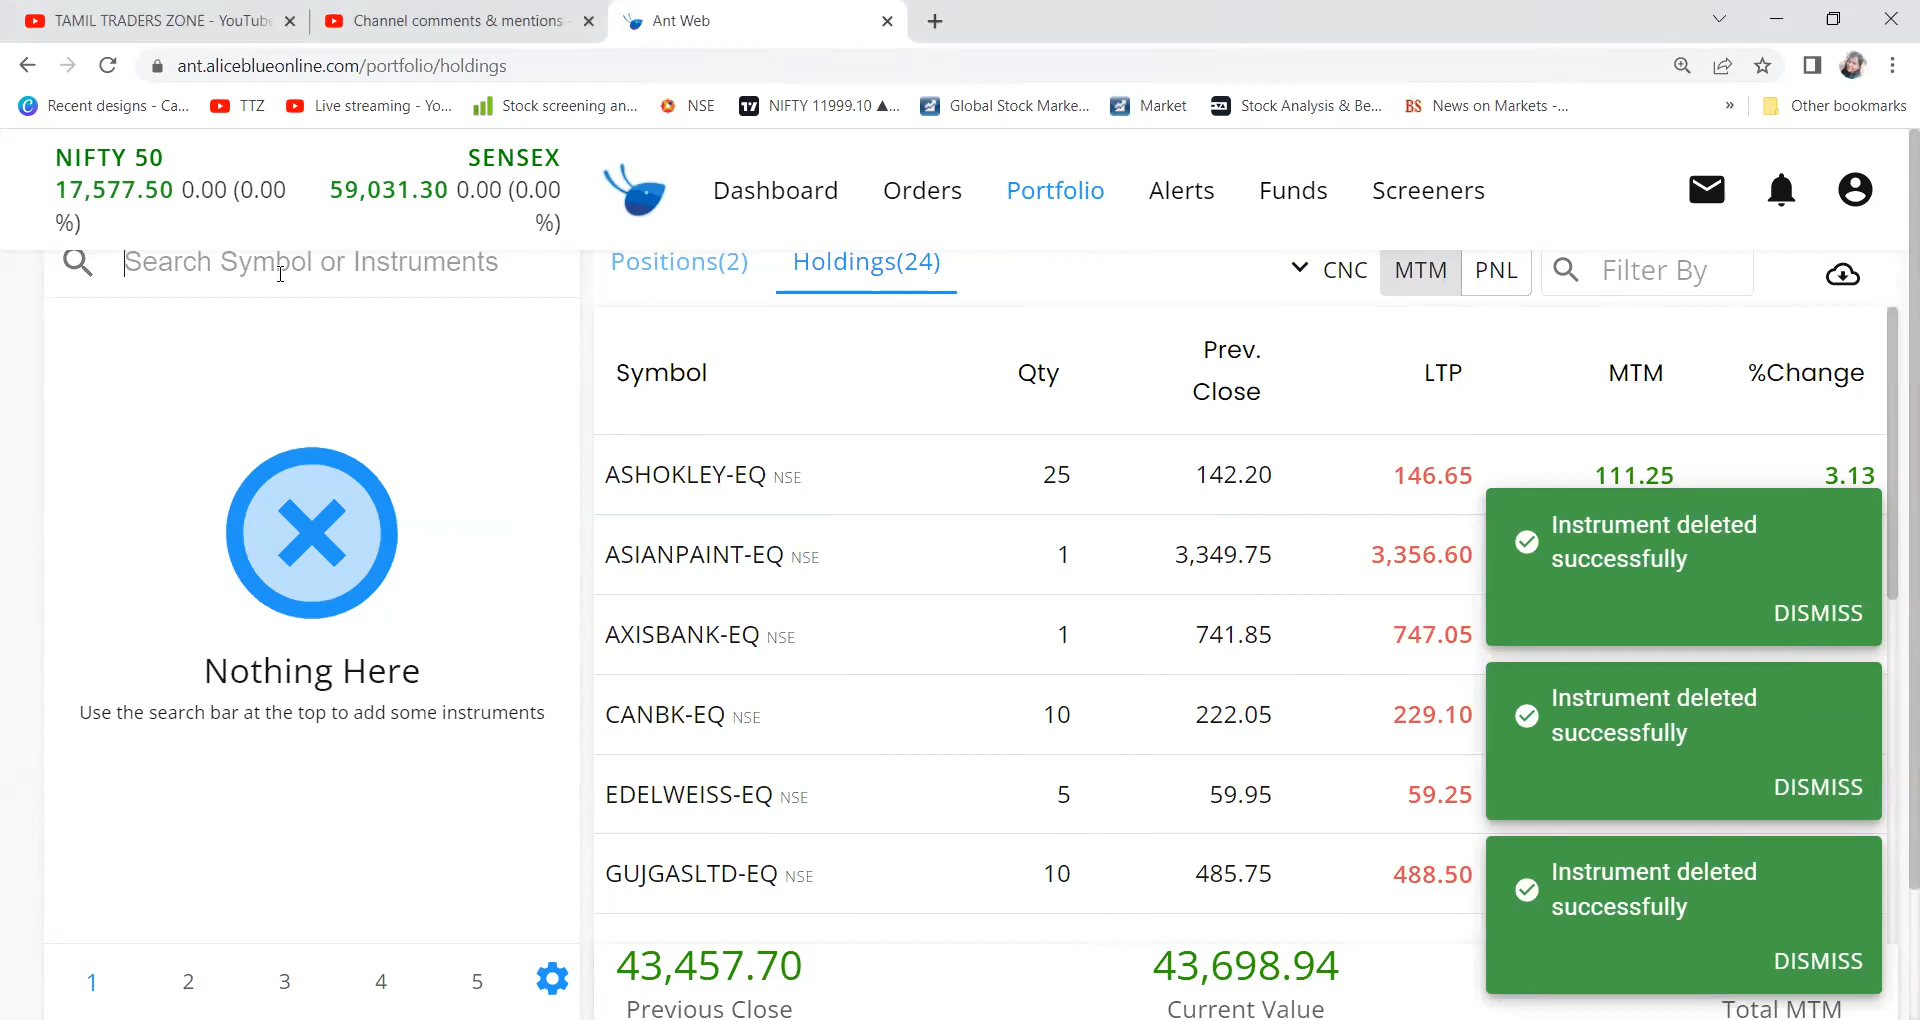 TAMIL TRADERS ZONE - YouTube
Channel comments & mentions -
Ant Web
ant.aliceblueonline.com/portfolio/holdings
Recent designs - Ca...
TTZ
Live streaming - Yo...
Stock screening an...
NSE
NIFTY 11999.10 ▲...
Global Stock Marke...
Market
Stock Analysis & Be...
BS News on Markets -...
»
Other bookmarks
NIFTY 50
17,577.50 0.00 (0.00
%)
SENSEX
59,031.30 0.00 (0.00
%)
Dashboard
Orders
Portfolio
Alerts
Funds
Screeners
Search Symbol or Instruments
Positions(2)
Holdings(24)
CNC
MTM
PNL
Filter By
Symbol
Qty
Prev.
Close
LTP
MTM
%Change
ASHOKLEY-EQ NSE 25 142.20 146.65 111.25 3.13
ASIANPAINT-EQ NSE 1 3,349.75 3,356.60
AXISBANK-EQ NSE 1 741.85 747.05
CANBK-EQ NSE 10 222.05 229.10
EDELWEISS-EQ NSE 5 59.95 59.25
GUJGASLTD-EQ NSE 10 485.75 488.50
Nothing Here
Use the search bar at the top to add some instruments
Instrument deleted
successfully
DISMISS
Instrument deleted
successfully
DISMISS
Instrument deleted
successfully
DISMISS
1 2 3 4 5
43,457.70
Previous Close
43,698.94
Current Value
Total MTM